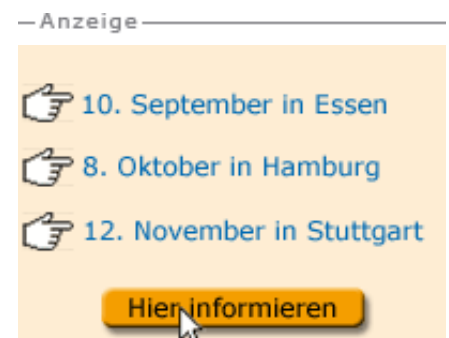 Anzeige
10. September in Essen
8. Oktober in Hamburg
12. November in Stuttgart
Hier informieren